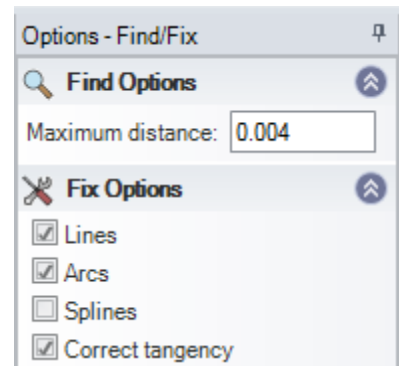 Options - Find/Fix
Find Options
Maximum distance: 0.004
Fix Options
Lines
Arcs
Splines
Correct tangency